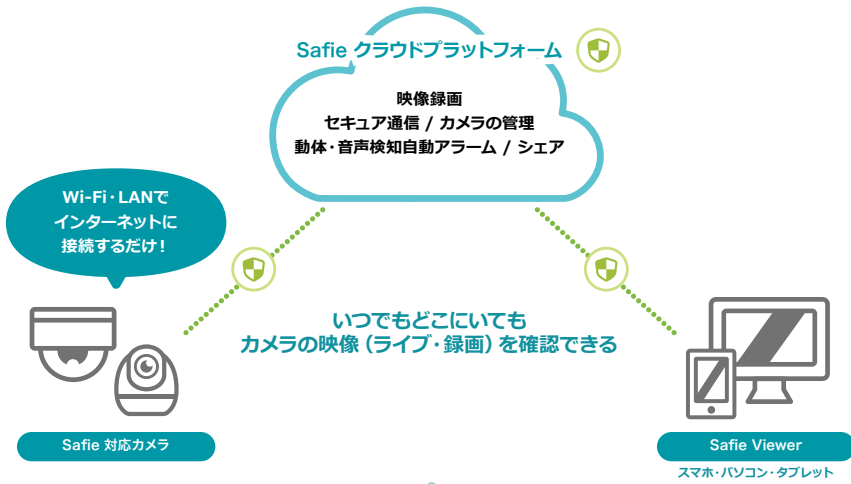 Safie クラウドプラットフォーム
映像録画
セキュア通信 / カメラの管理
動体・音声検知自動アラーム / シェア
Wi-Fi・LANで
インターネットに
接続するだけ!
いつでもどこにいても
カメラの映像(ライブ・録画)を確認できる
Safie 対応カメラ
Safie Viewer
スマホ・パソコン・タブレット